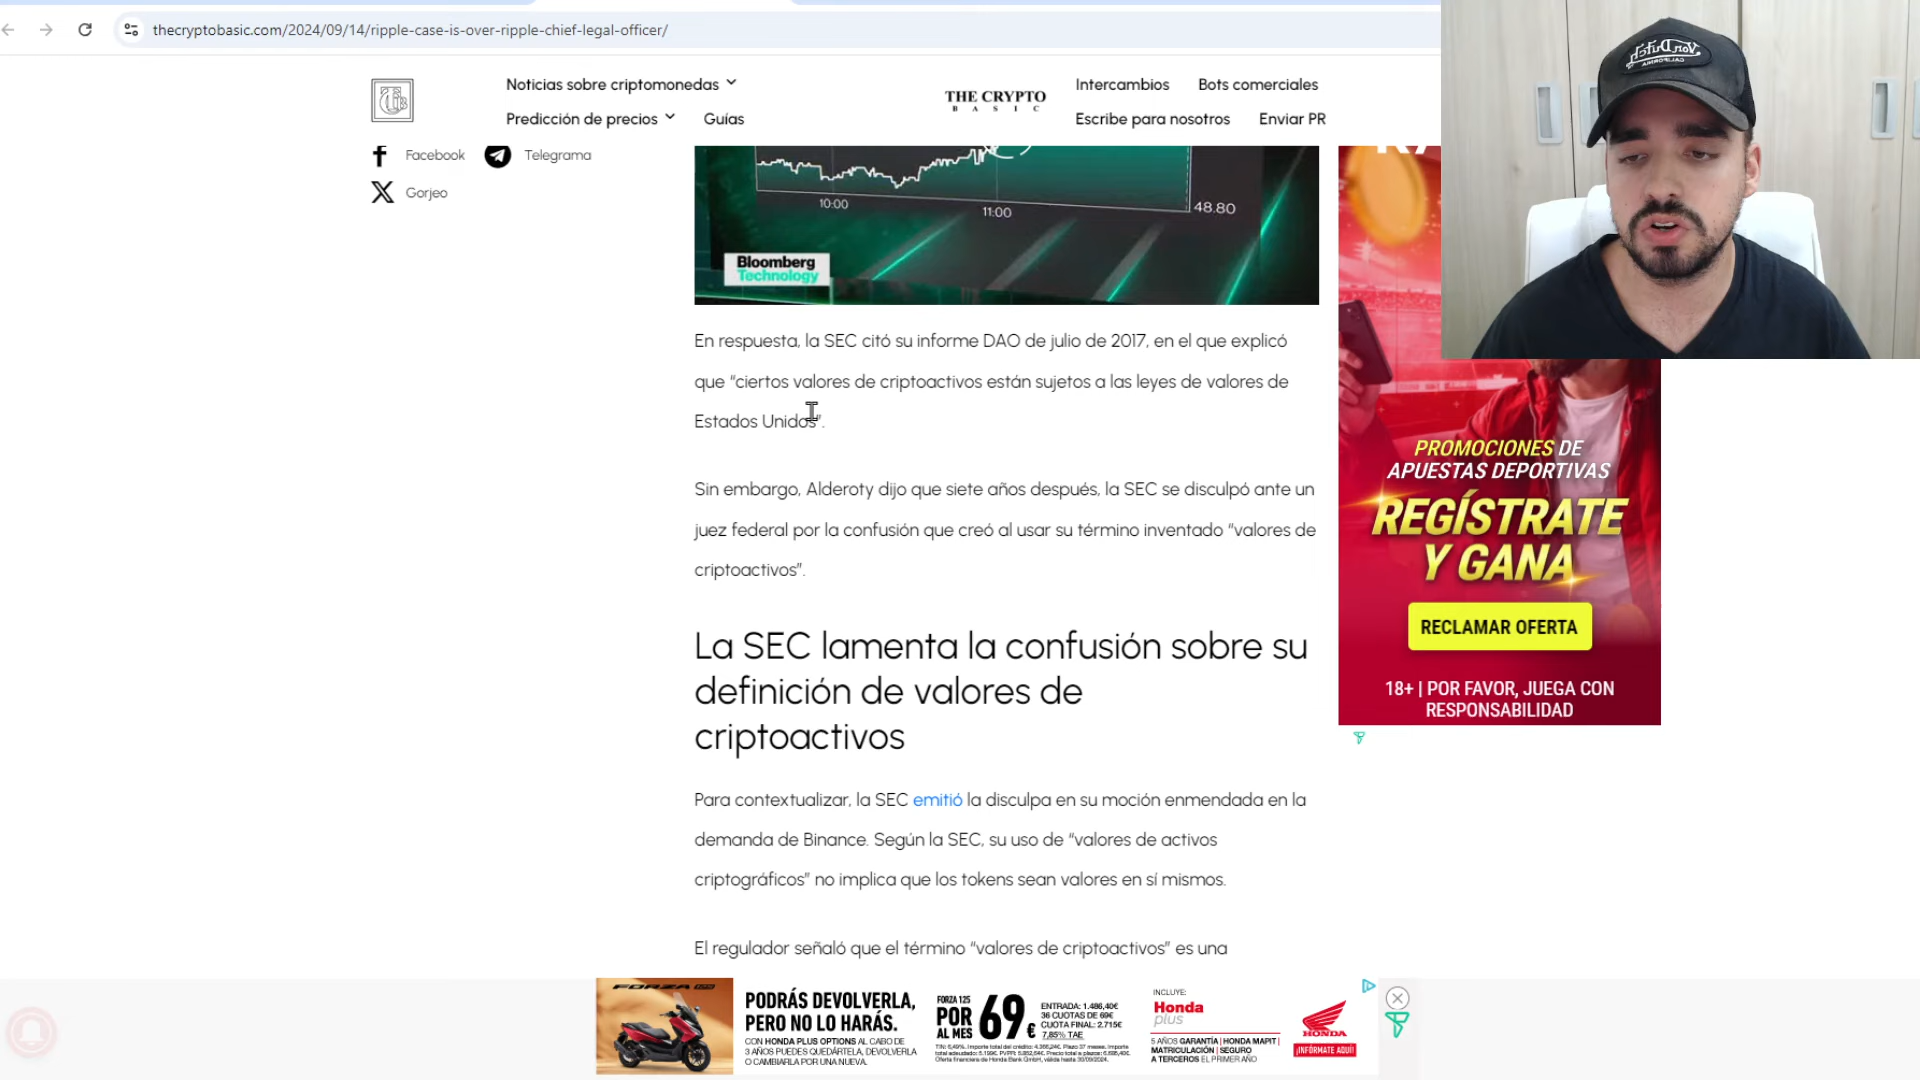 thecryptobasic.com/2024/09/14/ripple-case-is-over-ripple-chief-legal-officer/
Noticias sobre criptomonedas
Predicción de precios
Guías
THE CRYPTO
BASIC
Intercambios
Bots comerciales
Escribe para nosotros
Enviar PR
Facebook
Telegrama
Gorjeo
10:00
11:00
48.80
Bloomberg
Technology
En respuesta, la SEC citó su informe DAO de julio de 2017, en el que explicó
que “ciertos valores de criptoactivos están sujetos a las leyes de valores de
Estados Unidos”.
Sin embargo, Alderoty dijo que siete años después, la SEC se disculpó ante un
juez federal por la confusión que creó al usar su término inventado “valores de
criptoactivos”.
La SEC lamenta la confusión sobre su
definición de valores de
criptoactivos
Para contextualizar, la SEC emitió la disculpa en su moción enmendada en la
demanda de Binance. Según la SEC, su uso de “valores de activos
criptográficos” no implica que los tokens sean valores en sí mismos.
El regulador señaló que el término “valores de criptoactivos” es una
PROMOCIONES DE
APUESTAS DEPORTIVAS
REGÍSTRATE
Y GANA
RECLAMAR OFERTA
18+ | POR FAVOR, JUEGA CON
RESPONSABILIDAD
Von Dutch
CALIFORNIA
FORZA
PODRÁS DEVOLVERLA,
PERO NO LO HARÁS.
CON HONDA PLUS OPTIONS AL CABO DE
3 AÑOS PUEDES QUEDÁRTELA, DEVOLVERLA
O CAMBIARLA POR UNA NUEVA.
FORZA 125
POR
AL MES
69€
ENTRADA: 1.486,40€
36 CUOTAS DE 69€
CUOTA FINAL: 2.715€
7,85% TAE
INCLUYE:
Honda
plus
5 AÑOS GARANTÍA | HONDA MAPIT |
MATRICULACIÓN | SEGURO
A TERCEROS EL PRIMER AÑO
HONDA
¡INFÓRMATE AQUÍ!